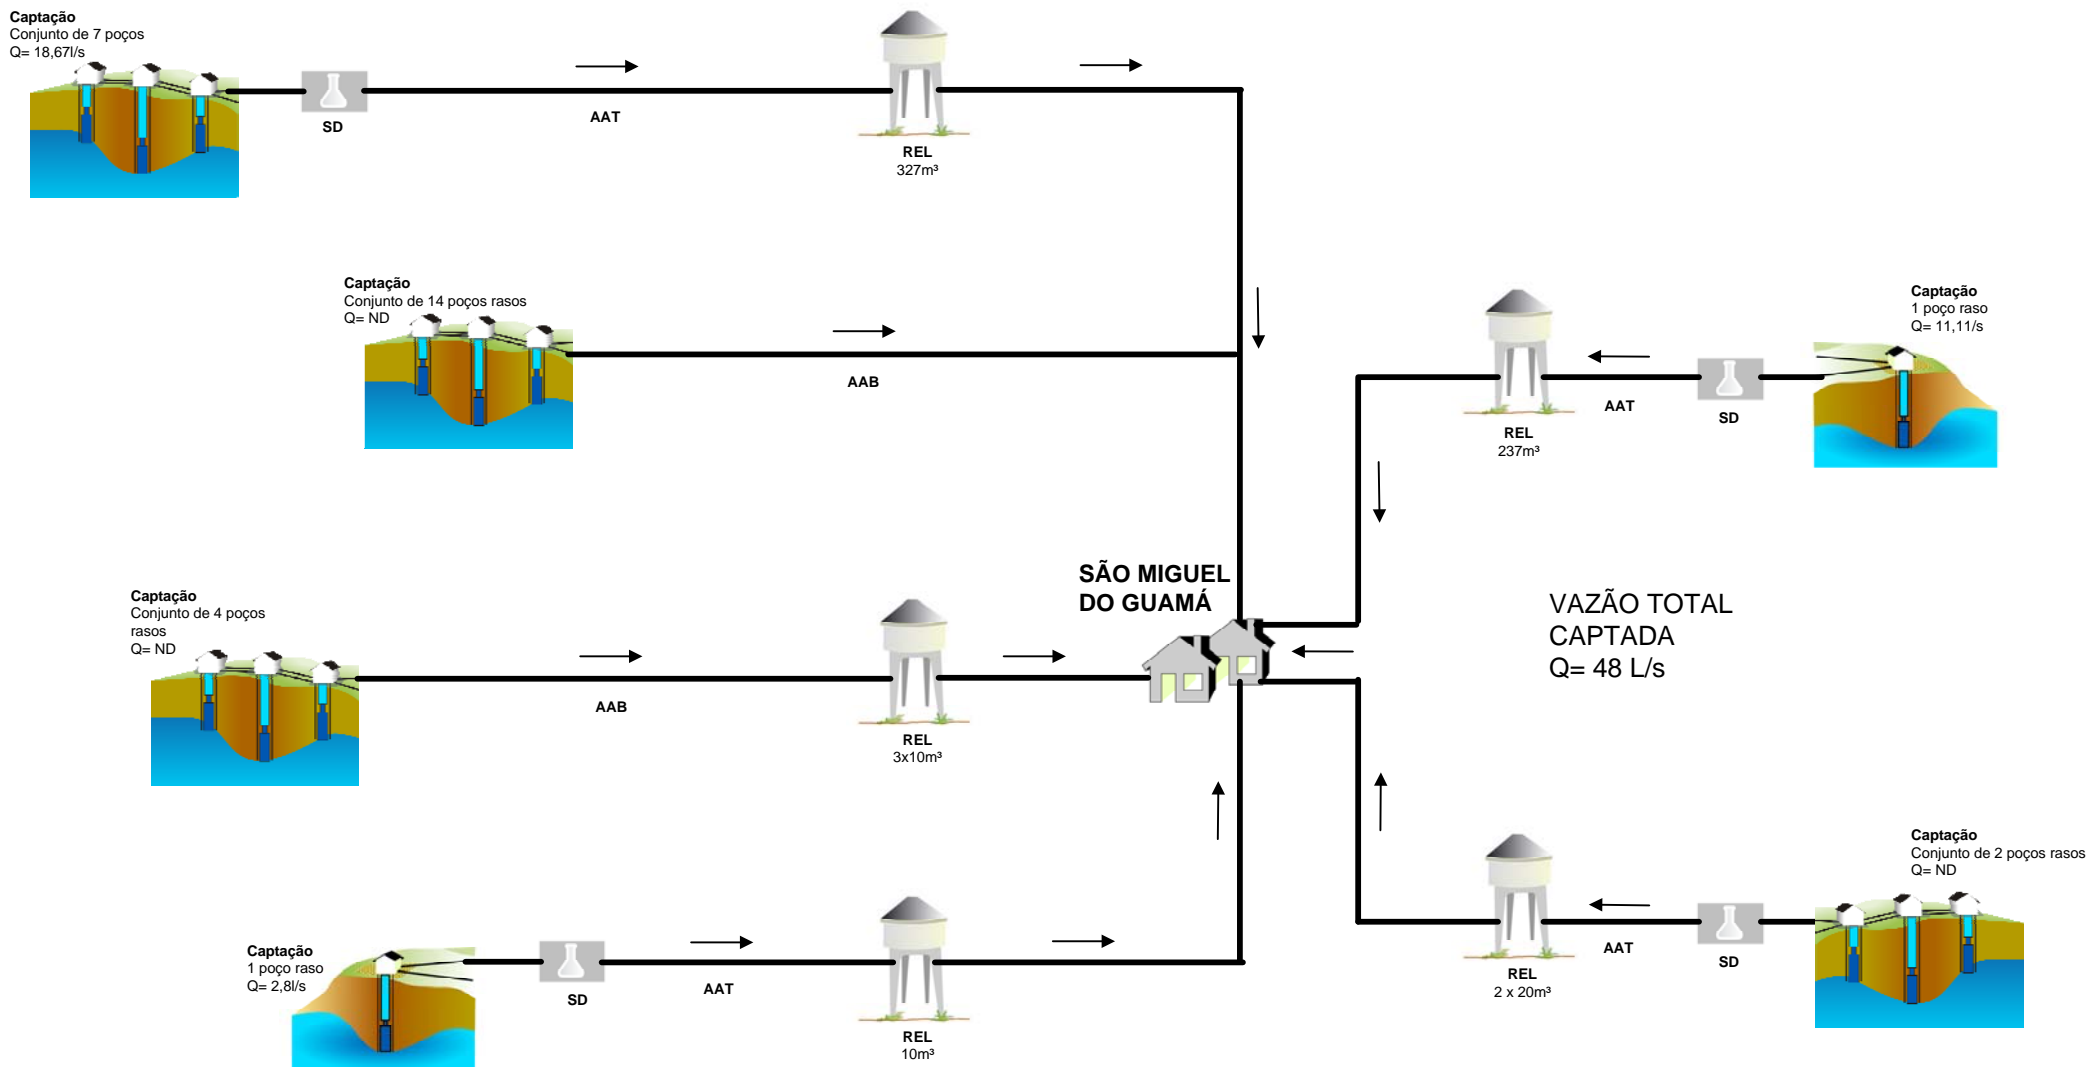 Captação
Conjunto de 7 poços
Q= 18,67l/s
SD
AAT
REL
327m³
Captação
Conjunto de 14 poços rasos
Q= ND
AAB
Captação
1 poço raso
Q= 11,11/s
SD
AAT
REL
237m³
SÃO MIGUEL
DO GUAMÁ
VAZÃO TOTAL
CAPTADA
Q= 48 L/s
Captação
Conjunto de 4 poços
rasos
Q= ND
AAB
REL
3x10m³
Captação
1 poço raso
Q= 2,8l/s
SD
AAT
REL
10m³
Captação
Conjunto de 2 poços rasos
Q= ND
SD
AAT
REL
2 x 20m³